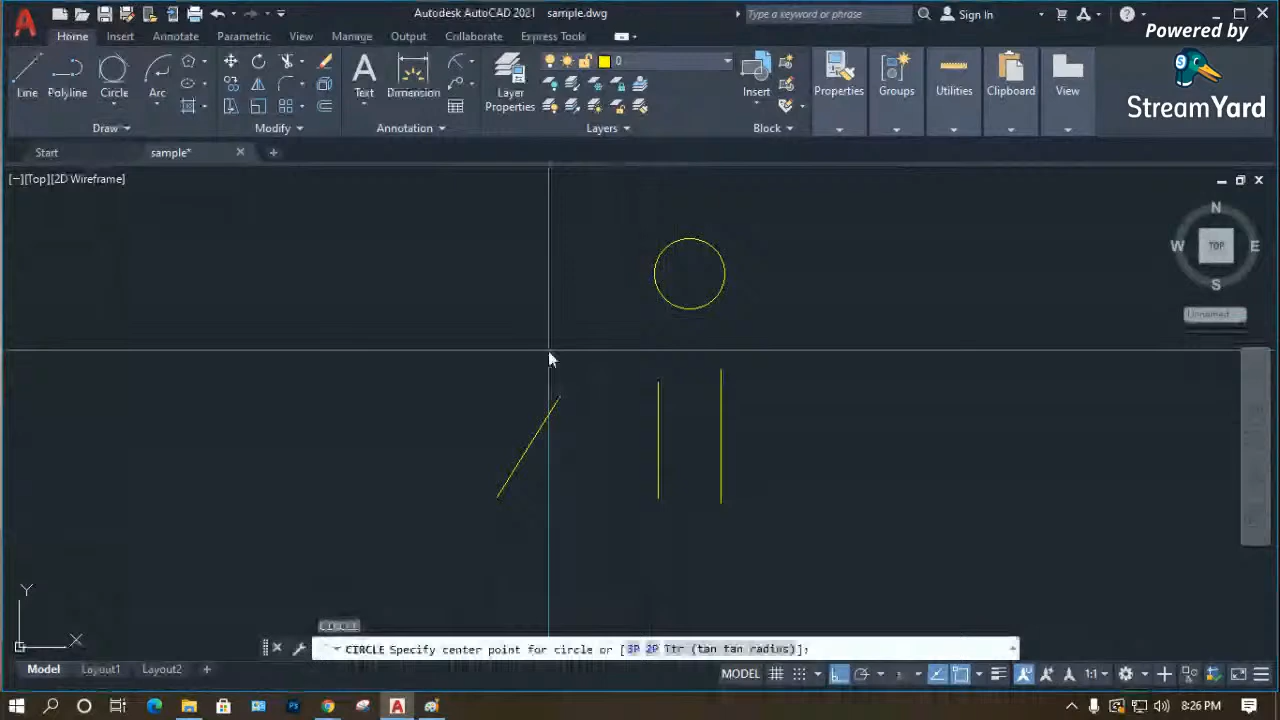 Autodesk AutoCAD 2021 sample.dwg
Type a keyword or phrase
Sign In
Powered by
StreamYard
Home Insert Annotate Parametric View Manage Output Collaborate Express Tools
Line Polyline Circle Arc
Text Dimension
Layer Properties
0
Insert
Properties Groups Utilities Clipboard View
Draw Modify Annotation Layers Block
Start sample*
[−][Top][2D Wireframe]
N
W TOP E
S
Unnamed
Y
X
CIRCLE Specify center point for circle or [3P 2P Ttr (tan tan radius)]:
Model Layout1 Layout2 +
MODEL 1:1
8:26 PM